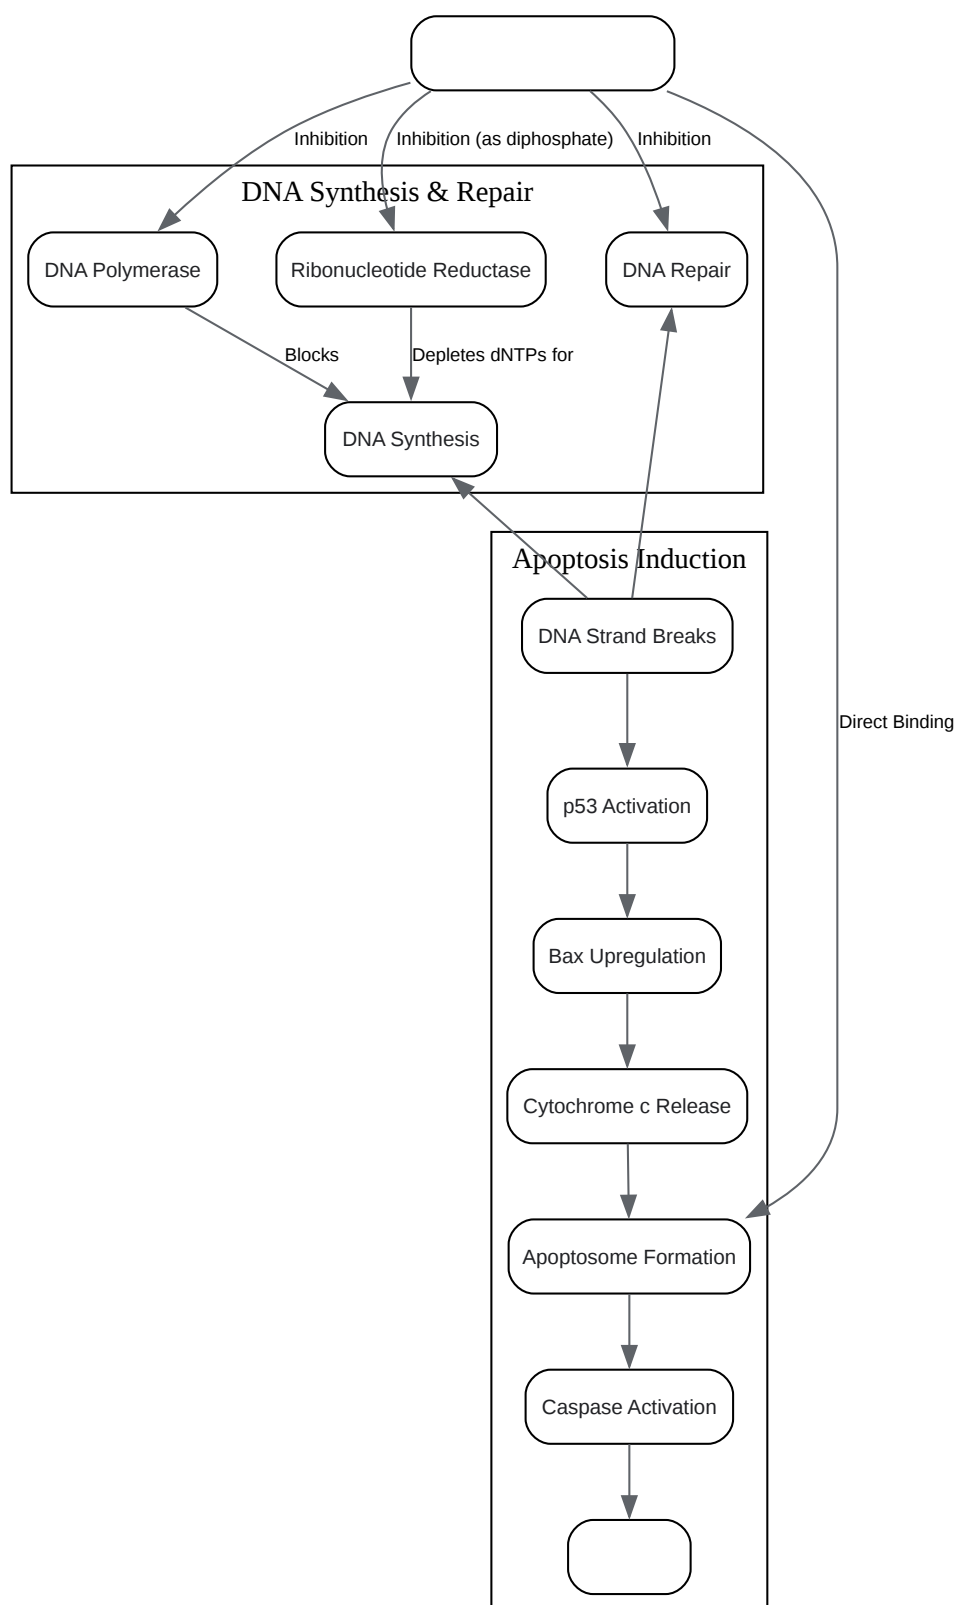 Inhibition
Inhibition (as diphosphate)
Inhibition
DNA Synthesis & Repair
DNA Polymerase
Ribonucleotide Reductase
DNA Repair
Blocks
Depletes dNTPs for
DNA Synthesis
Apoptosis Induction
DNA Strand Breaks
Direct Binding
p53 Activation
Bax Upregulation
Cytochrome c Release
Apoptosome Formation
Caspase Activation